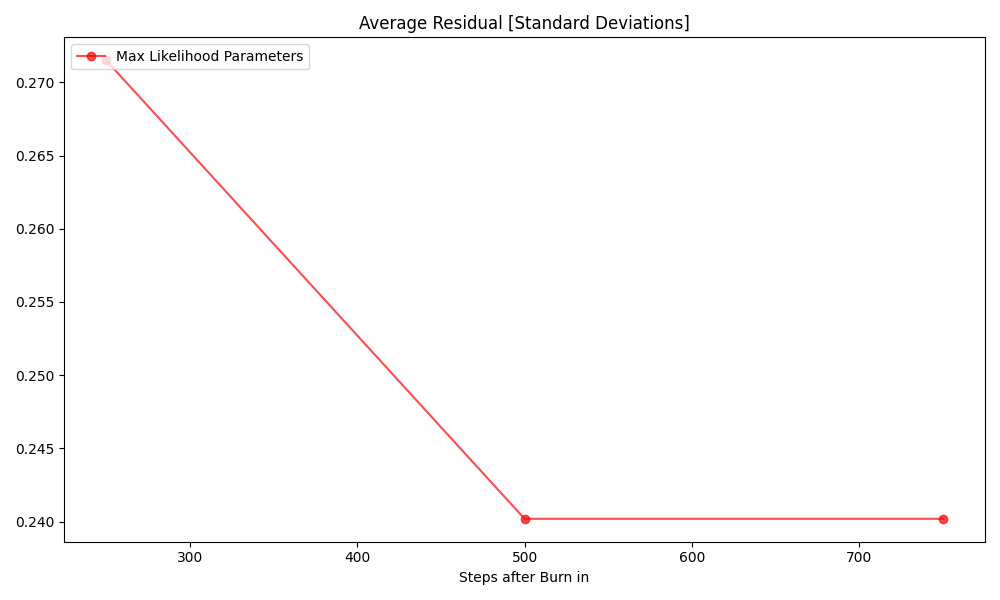 Average Residual [Standard Deviations]
Max Likelihood Parameters
0.270
0.265
0.260
0.255
0.250
0.245
0.240
300 400 500 600 700
Steps after Burn in